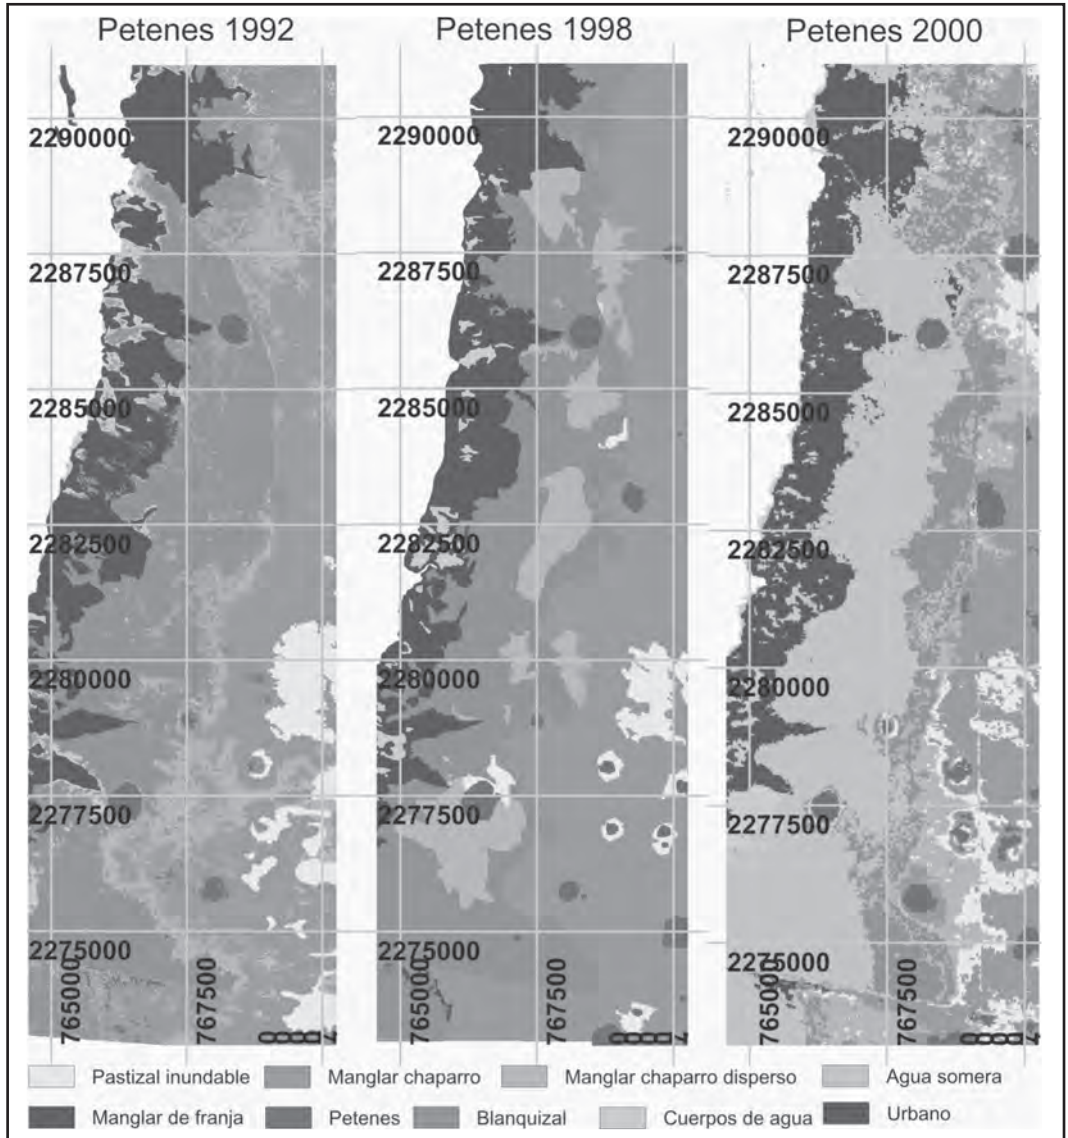 Petenes 1992
Petenes 1998
Petenes 2000
2290000
2290000
2290000
2287500
2287500
2287500
2285000
2285000
2285000
2282500
2282500
2282500
2280000
2280000
2280000
2277500
2277500
2277500
2275000
2275000
2275000
765000
767500
765000
767500
765000
767500
Pastizal inundable
Manglar chaparro
Manglar chaparro disperso
Agua somera
Manglar de franja
Petenes
Blanquizal
Cuerpos de agua
Urbano